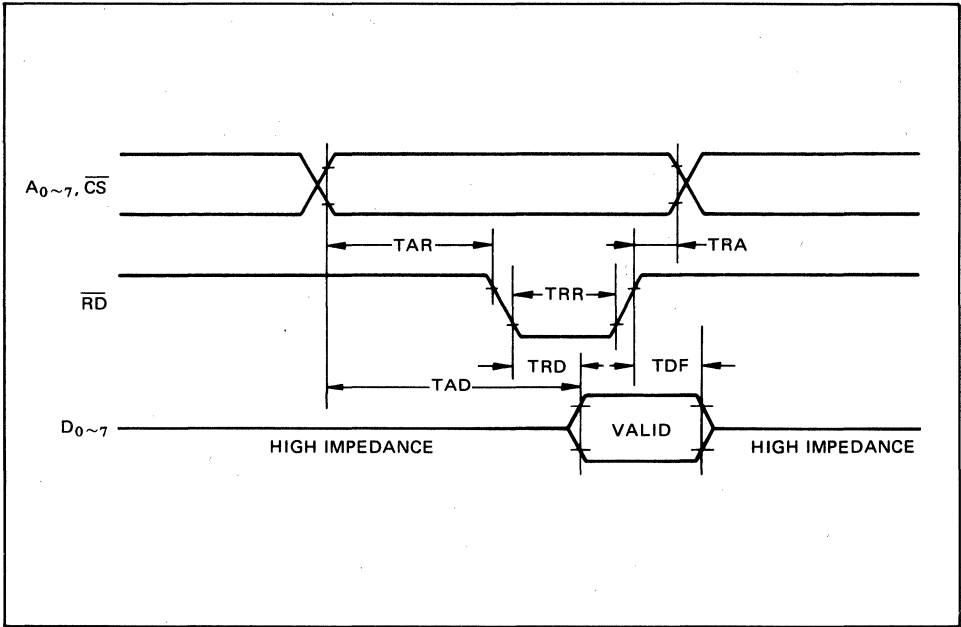 A0~7, CS
TAR
TRA
RD
TRR
TRD
TDF
TAD
D0~7
VALID
HIGH IMPEDANCE
HIGH IMPEDANCE